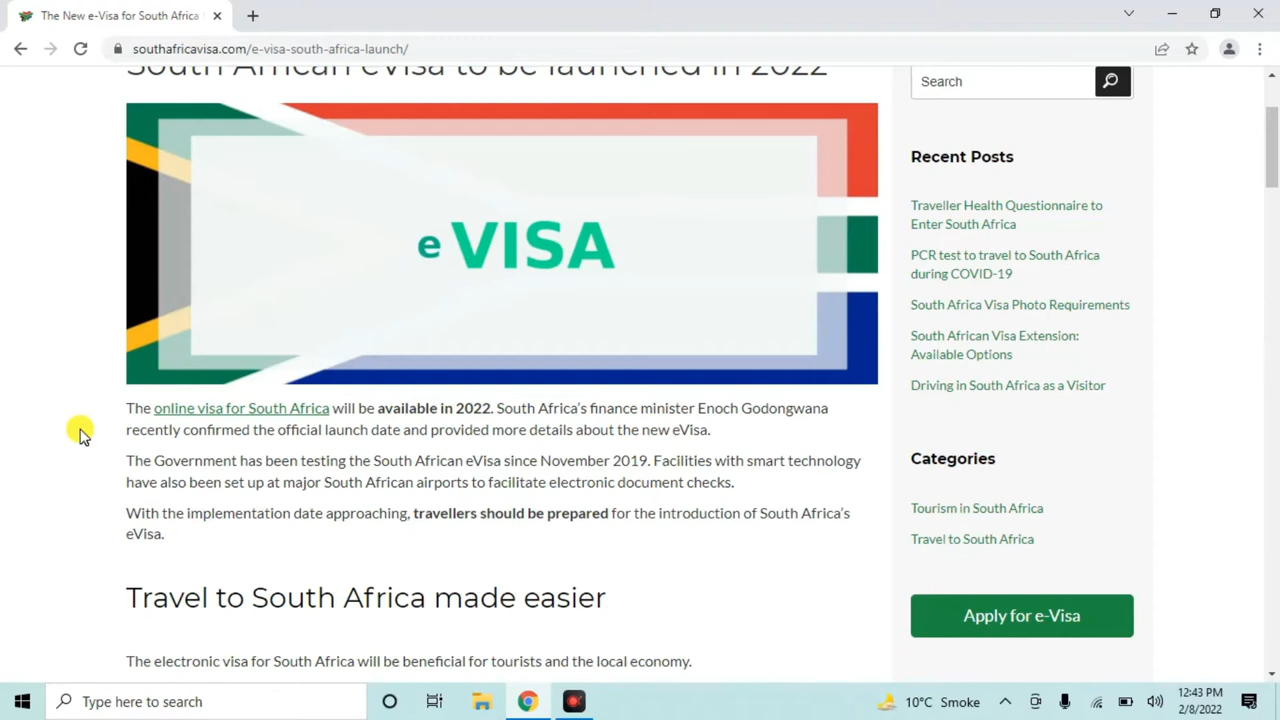 The New e-Visa for South Africa
southafricavisa.com/e-visa-south-africa-launch/
South African eVisa to be launched in 2022
e VISA
The online visa for South Africa will be available in 2022. South Africa's finance minister Enoch Godongwana
recently confirmed the official launch date and provided more details about the new eVisa.
The Government has been testing the South African eVisa since November 2019. Facilities with smart technology
have also been set up at major South African airports to facilitate electronic document checks.
With the implementation date approaching, travellers should be prepared for the introduction of South Africa's
eVisa.
Travel to South Africa made easier
The electronic visa for South Africa will be beneficial for tourists and the local economy.
Search
Recent Posts
Traveller Health Questionnaire to
Enter South Africa
PCR test to travel to South Africa
during COVID-19
South Africa Visa Photo Requirements
South African Visa Extension:
Available Options
Driving in South Africa as a Visitor
Categories
Tourism in South Africa
Travel to South Africa
Apply for e-Visa
Type here to search
10°C Smoke
12:43 PM
2/8/2022